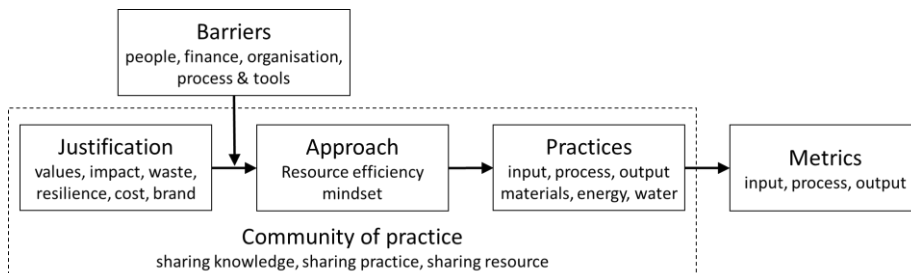 Barriers
people, finance, organisation,
process & tools
Justification
values, impact, waste,
resilience, cost, brand
Approach
Resource efficiency
mindset
Practices
input, process, output
materials, energy, water
Metrics
input, process, output
Community of practice
sharing knowledge, sharing practice, sharing resource